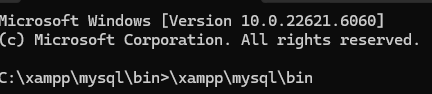 Microsoft Windows [Version 10.0.22621.6060]
(c) Microsoft Corporation. All rights reserved.
C:\xampp\mysql\bin>\xampp\mysql\bin